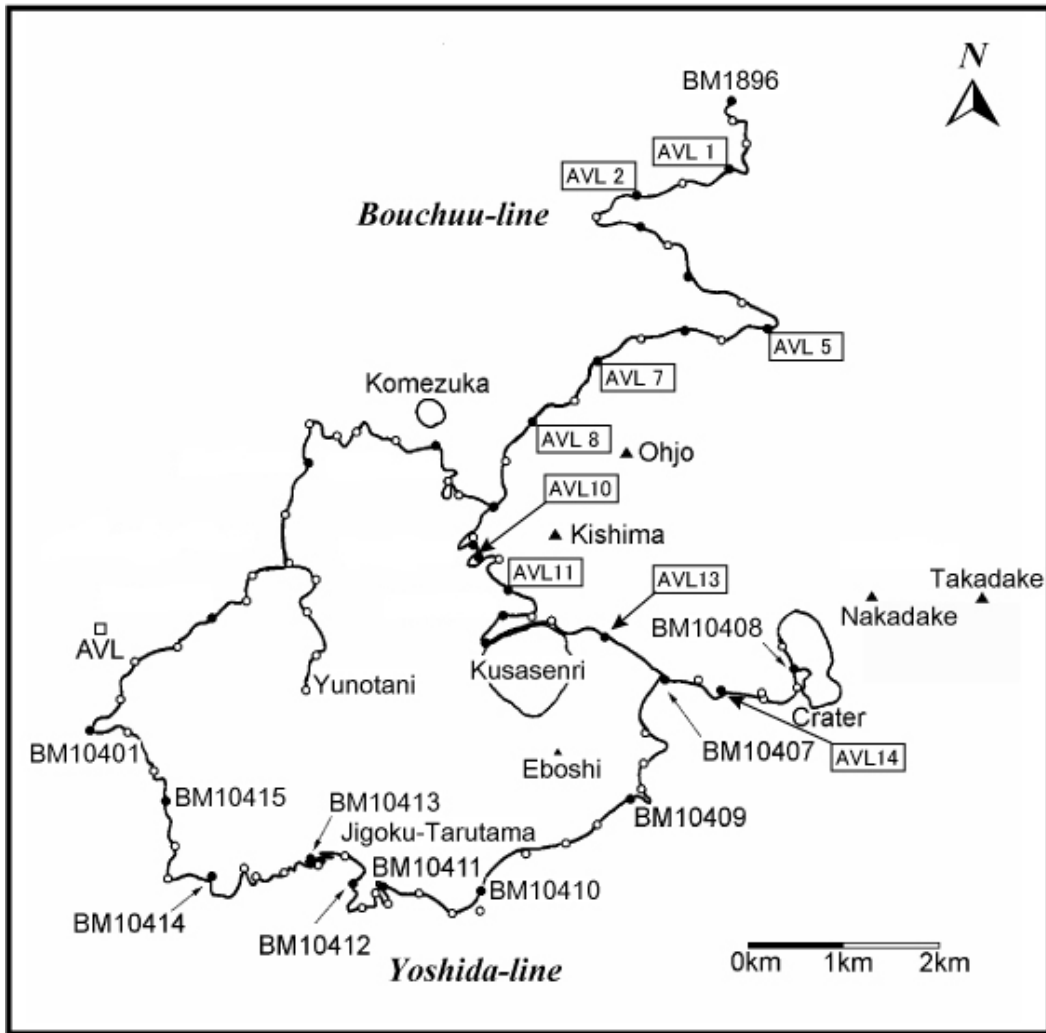 N
BM1896
AVL 1
AVL 2
Bouchuu-line
AVL 5
AVL 7
Komezuka
AVL 8
Ohjo
AVL10
Kishima
AVL11
AVL13
Takadake
Nakadake
BM10408
AVL
Kusasenri
Yunotani
Crater
BM10401
BM10407
AVL14
Eboshi
BM10415
BM10413
BM10409
Jigoku-Tarutama
BM10411
BM10410
BM10414
BM10412
Yoshida-line
0km 1km 2km